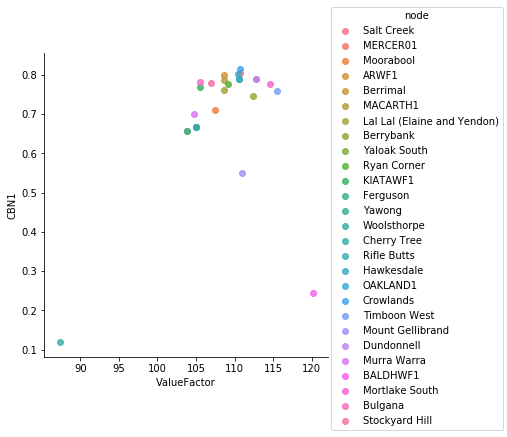 node
Salt Creek
MERCER01
Moorabool
ARWF1
Berrimal
MACARTH1
Lal Lal (Elaine and Yendon)
Berrybank
Yaloak South
Ryan Corner
KIATAWF1
Ferguson
Yawong
Woolsthorpe
Cherry Tree
Rifle Butts
Hawkesdale
OAKLAND1
Crowlands
Timboon West
Mount Gellibrand
Dundonnell
Murra Warra
BALDHWF1
Mortlake South
Bulgana
Stockyard Hill
CBN1
0.8
0.7
0.6
0.5
0.4
0.3
0.2
0.1
90 95 100 105 110 115 120
ValueFactor